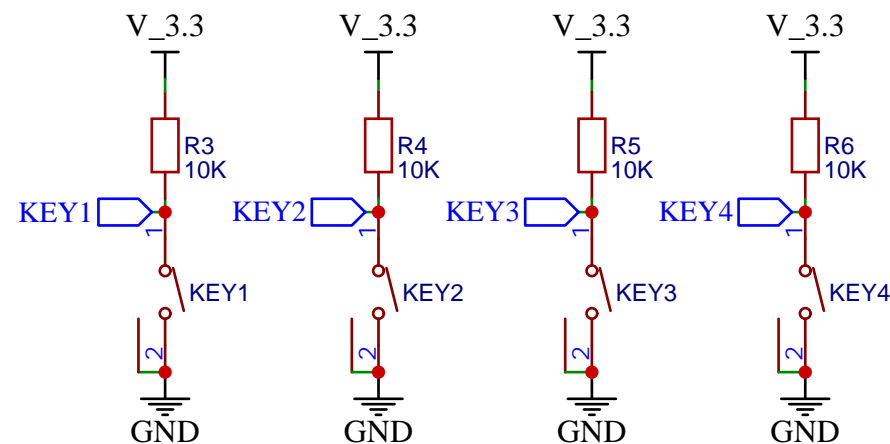 V_3.3 V_3.3 V_3.3 V_3.3
R3 R4 R5 R6
10K 10K 10K 10K
KEY1 KEY2 KEY3 KEY4
1 1 1 1
KEY1 KEY2 KEY3 KEY4
2 2 2 2
GND GND GND GND